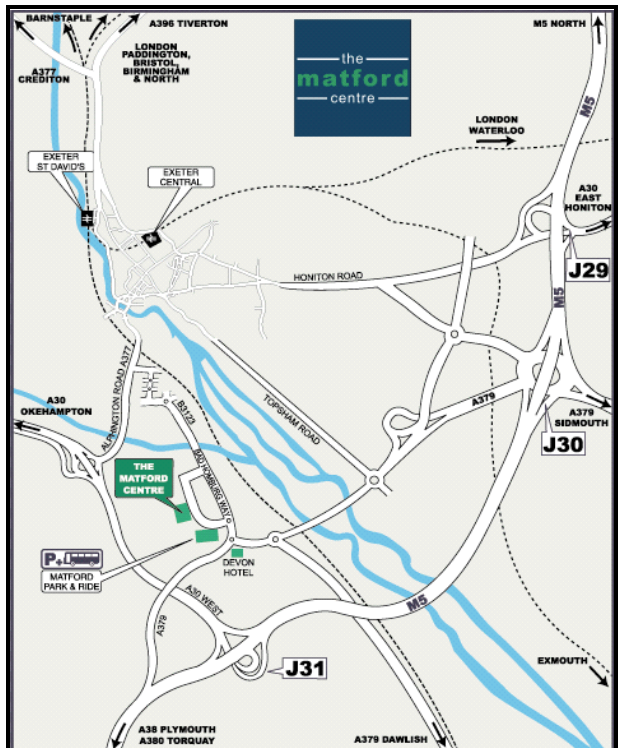 BARNSTAPLE
A396 TIVERTON
M5 NORTH
LONDON
PADDINGTON,
BRISTOL,
BIRMINGHAM
& NORTH
A377
CREDITON
the
matford
centre
M5
LONDON
WATERLOO
EXETER
ST DAVID'S
EXETER
CENTRAL
A30
EAST
HONITON
J29
HONITON ROAD
M5
ALPHINGTON ROAD A377
A30
OKEHAMPTON
B3123
TOPSHAM ROAD
A379
A379
SIDMOUTH
J30
BAD HOMBURG WAY
THE
MATFORD
CENTRE
P+
MATFORD
PARK & RIDE
DEVON
HOTEL
A30 WEST
M5
A379
J31
EXMOUTH
A38 PLYMOUTH
A380 TORQUAY
A379 DAWLISH